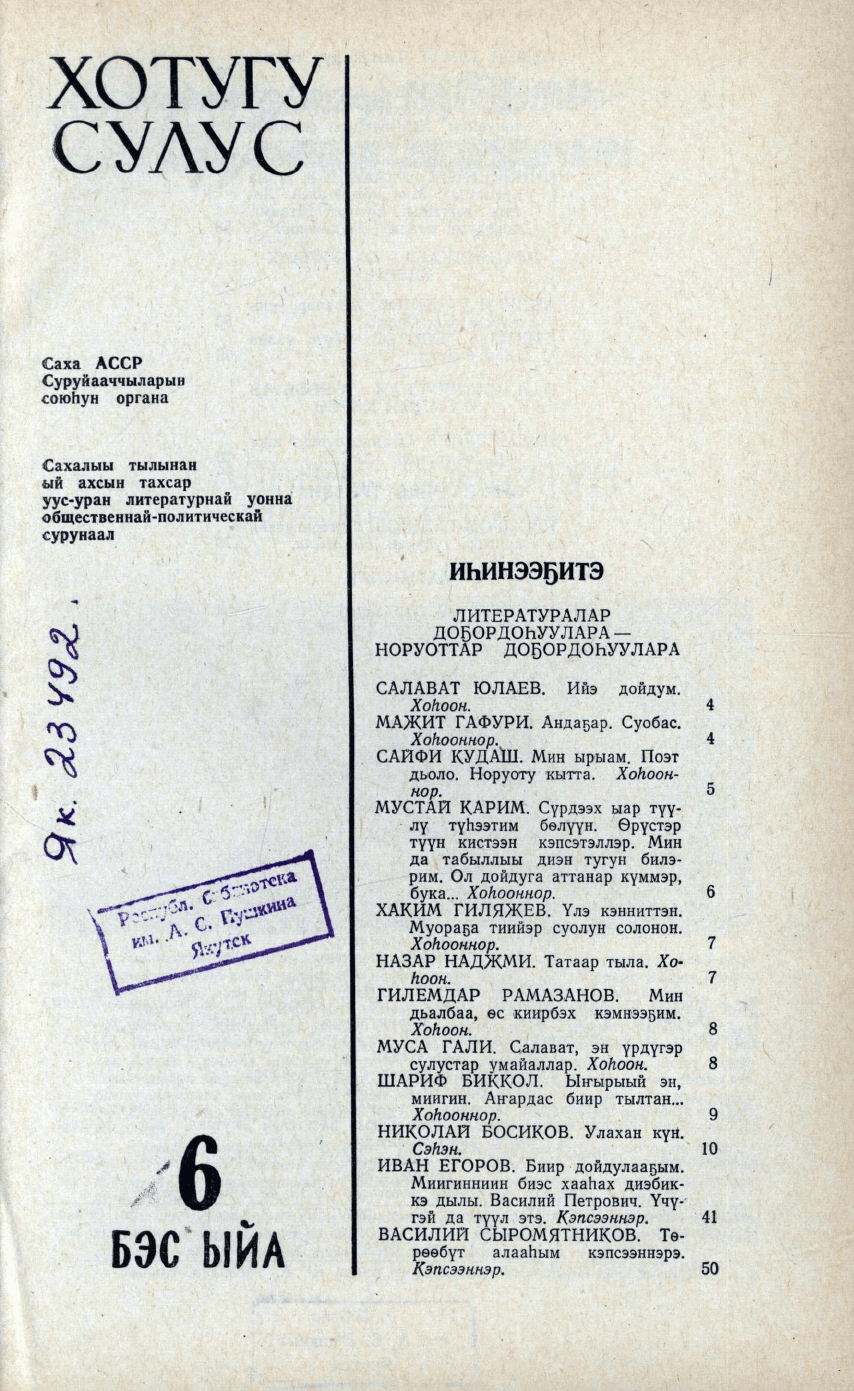 ХОТУГУ
СУЛУС
Саха АССР
Суруйааччыларын
союһун органа
Сахалыы тылынан
ый ахсын тахсар
уус-уран литературнай уонна
общественнай-политическай
сурунаал
Як. 23492.
Республ. Библиотека
им. А. С. Пушкина
Якутск
6
БЭС ЫЙА
ИҺИНЭЭҔИТЭ
ЛИТЕРАТУРАЛАР
ДОҔОРДОҺУУЛАРА —
НОРУОТТАР ДОҔОРДОҺУУЛАРА
САЛАВАТ ЮЛАЕВ. Ийэ дойдум.
Хоһоон. 4
МАЖИТ ГАФУРИ. Андаҕар. Суобас.
Хоһооннор. 4
САЙФИ ҚУДАШ. Мин ырыам. Поэт
дьоло. Норуоту кытта. Хоһоон-
нор. 5
МУСТАЙ ҚАРИМ. Сүрдээх ыар түү-
лү түһээтим бөлүүн. Өрүстэр
түүн кистээн кэпсэтэллэр. Мин
да табыллыы диэн тугун билэ-
рим. Ол дойдуга аттанар күммэр,
бука... Хоһооннор. 6
ХАКИМ ГИЛЯЖЕВ. Үлэ кэнниттэн.
Муораҕа тиийэр суолун солонон.
Хоһооннор. 7
НАЗАР НАДЖМИ. Татаар тыла. Хо-
һоон. 7
ГИЛЕМДАР РАМАЗАНОВ. Мин
дьалбаа, өс киирбэх кэмнээҕим.
Хоһоон. 8
МУСА ГАЛИ. Салават, эн үрдүгэр
сулустар умайаллар. Хоһоон. 8
ШАРИФ БИҚҚОЛ. Ыҥырыый эн,
миигин. Аҥардас биир тылтан...
Хоһооннор. 9
НИКОЛАЙ БОСИКОВ. Улахан күн.
Сэһэн. 10
ИВАН ЕГОРОВ. Биир дойдулааҕым.
Миигинниин биэс хааһах диэбик-
кэ дылы. Василий Петрович. Үчү-
гэй да түүл этэ. Кэпсээннэр. 41
ВАСИЛИЙ СЫРОМЯТНИКОВ. Тө-
рөөбүт алааһым кэпсээннэрэ.
Кэпсээннэр. 50